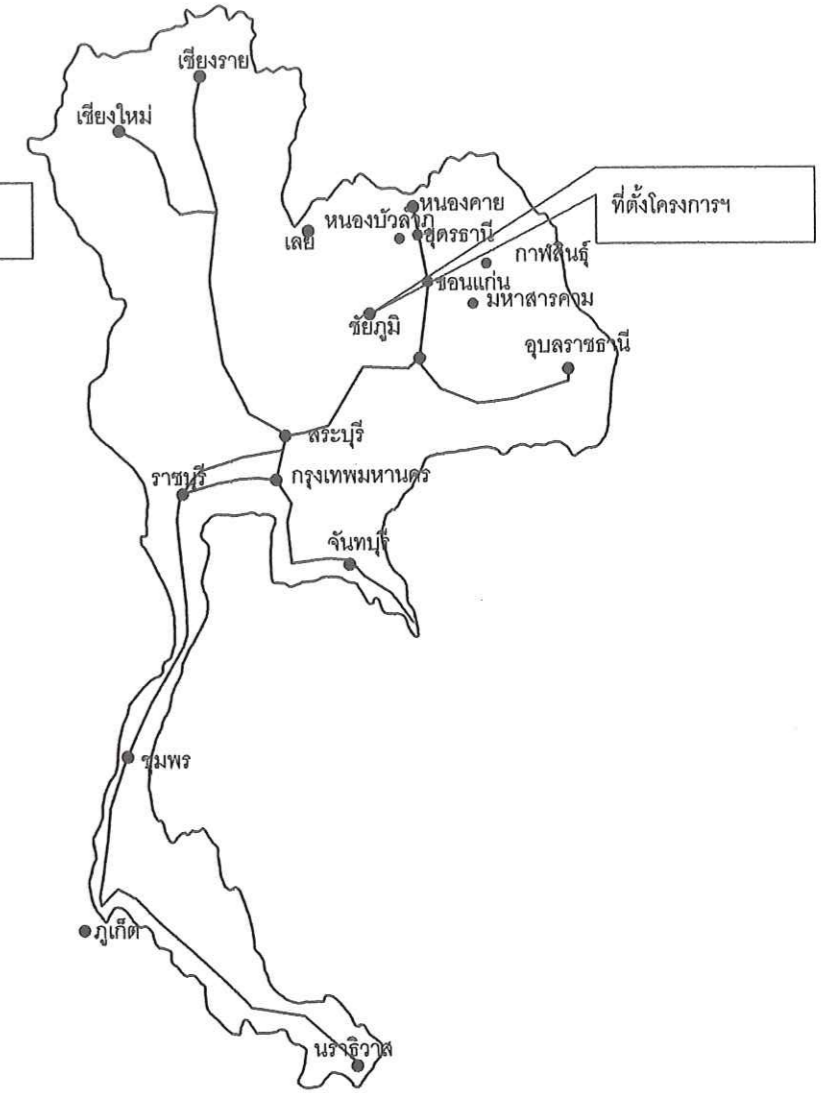 เชียงราย
เชียงใหม่
หนองคาย
ที่ตั้งโครงการฯ
หนองบัวลำภู
เลย
อุดรธานี
กาฬสินธุ์
ขอนแก่น
มหาสารคาม
ชัยภูมิ
อุบลราชธานี
สระบุรี
ราชบุรี
กรุงเทพมหานคร
จันทบุรี
ชุมพร
ภูเก็ต
นราธิวาส